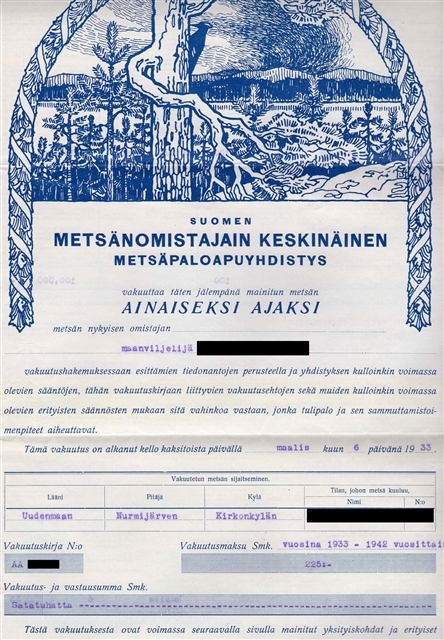 SUOMEN
METSÄNOMISTAJAIN KESKINÄINEN
METSÄPALOAPUYHDISTYS
vakuuttaa täten jälempänä mainitun metsän
AINAISEKSI AJAKSI
metsän nykyisen omistajan
maanviljelijä
vakuutushakemuksessaan esittämien tiedonantojen perusteella ja yhdistyksen kulloinkin voimassa
olevien sääntöjen, tähän vakuutuskirjaan liittyvien vakuutusehtojen sekä muiden kulloinkin voimassa
olevien erityisten säännösten mukaan sitä vahinkoa vastaan, jonka tulipalo ja sen sammuttamistoi-
menpiteet aiheuttavat.
Tämä vakuutus on alkanut kello kaksitoista päivällä maalis kuun 6 päivänä 1933.
Vakuutetun metsän sijaitseminen.
Lääni Pitäjä Kylä Tilan, johon metsä kuuluu,
Nimi N:o
Uudenmaan Nurmijärven Kirkonkylän
Vakuutuskirja N:o Vakuutusmaksu Smk. vuosina 1933 - 1942 vuosittain
AA 225:-
Vakuutus- ja vastuusumma Smk.
Satatuhatta
Tästä vakuutuksesta ovat voimassa seuraavalla sivulla mainitut yksityiskohdat ja erityiset